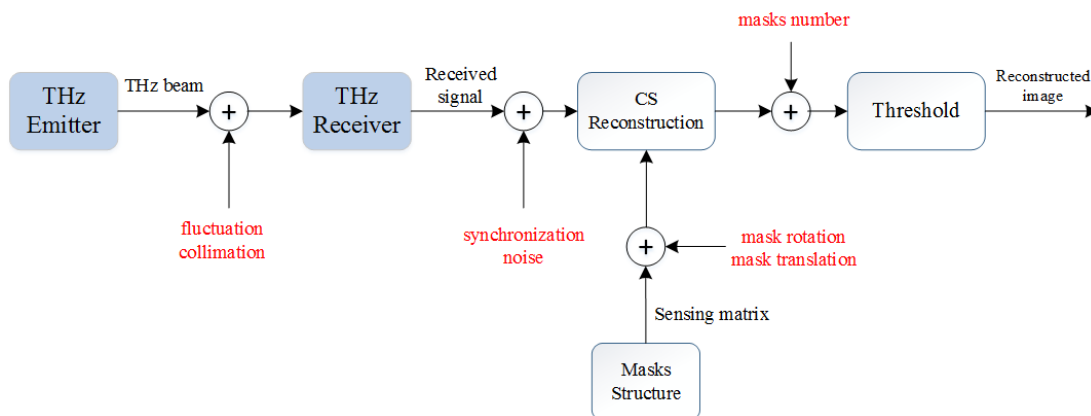 masks number
THz
Emitter
THz beam
+
THz
Receiver
Received
signal
+
CS
Reconstruction
+
Threshold
Reconstructed
image
fluctuation
collimation
synchronization
noise
+
mask rotation
mask translation
Sensing matrix
Masks
Structure